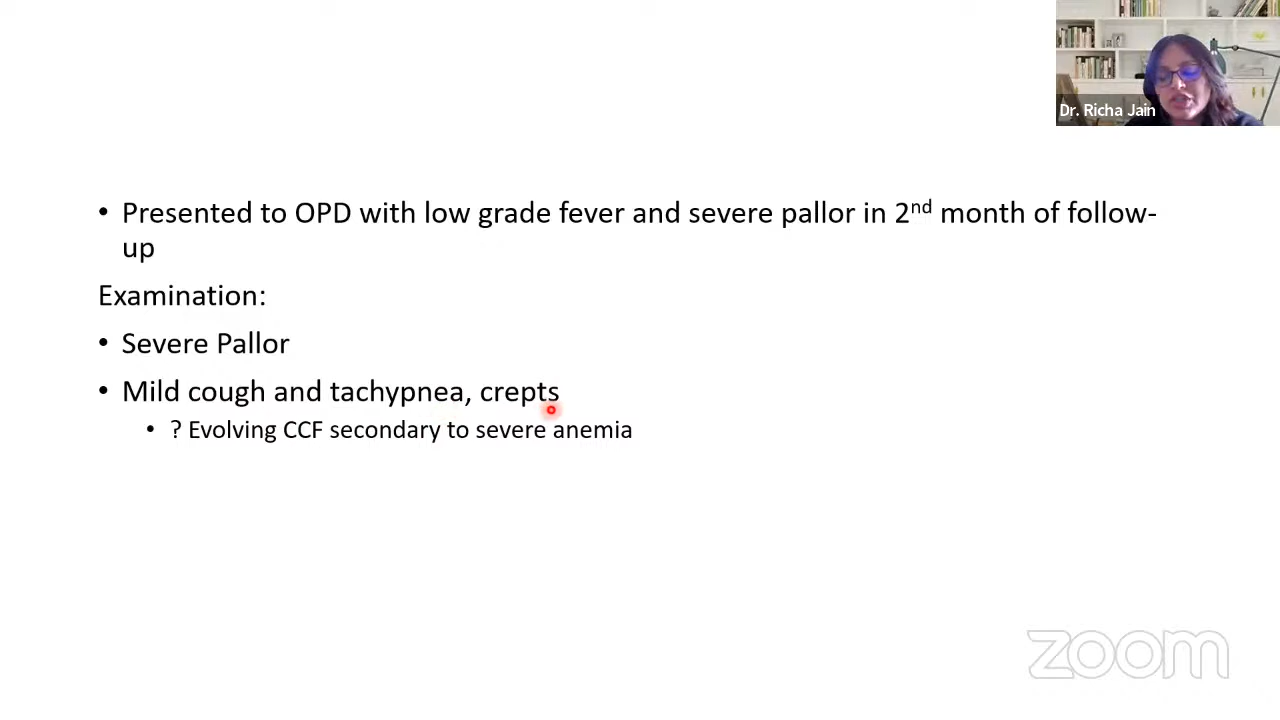 Dr. Richa Jain
• Presented to OPD with low grade fever and severe pallor in 2nd month of follow-
up
Examination:
• Severe Pallor
• Mild cough and tachypnea, crepts
• ? Evolving CCF secondary to severe anemia
zoom